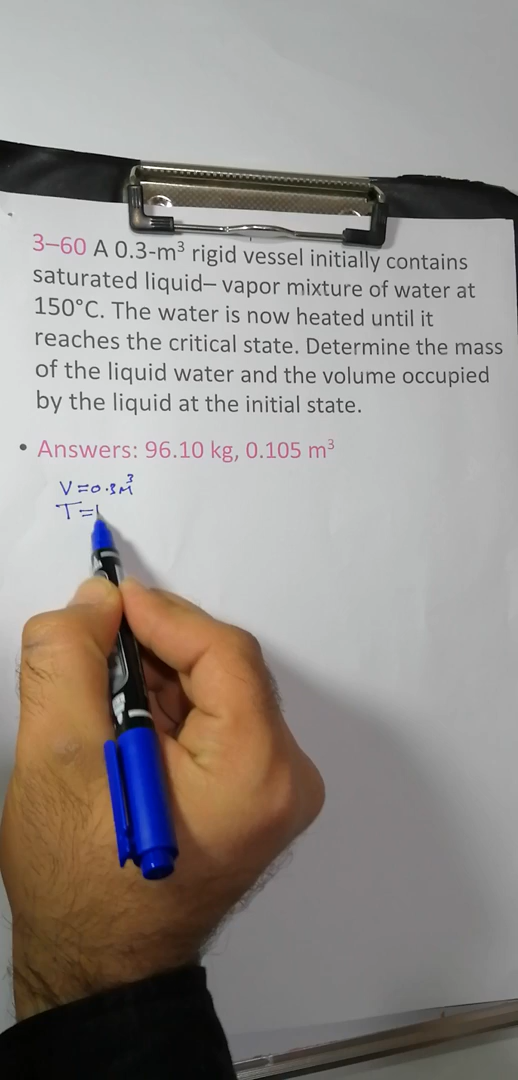 3–60 A 0.3-m³ rigid vessel initially contains
saturated liquid– vapor mixture of water at
150°C. The water is now heated until it
reaches the critical state. Determine the mass
of the liquid water and the volume occupied
by the liquid at the initial state.
• Answers: 96.10 kg, 0.105 m³
V=0.3M³
T=1